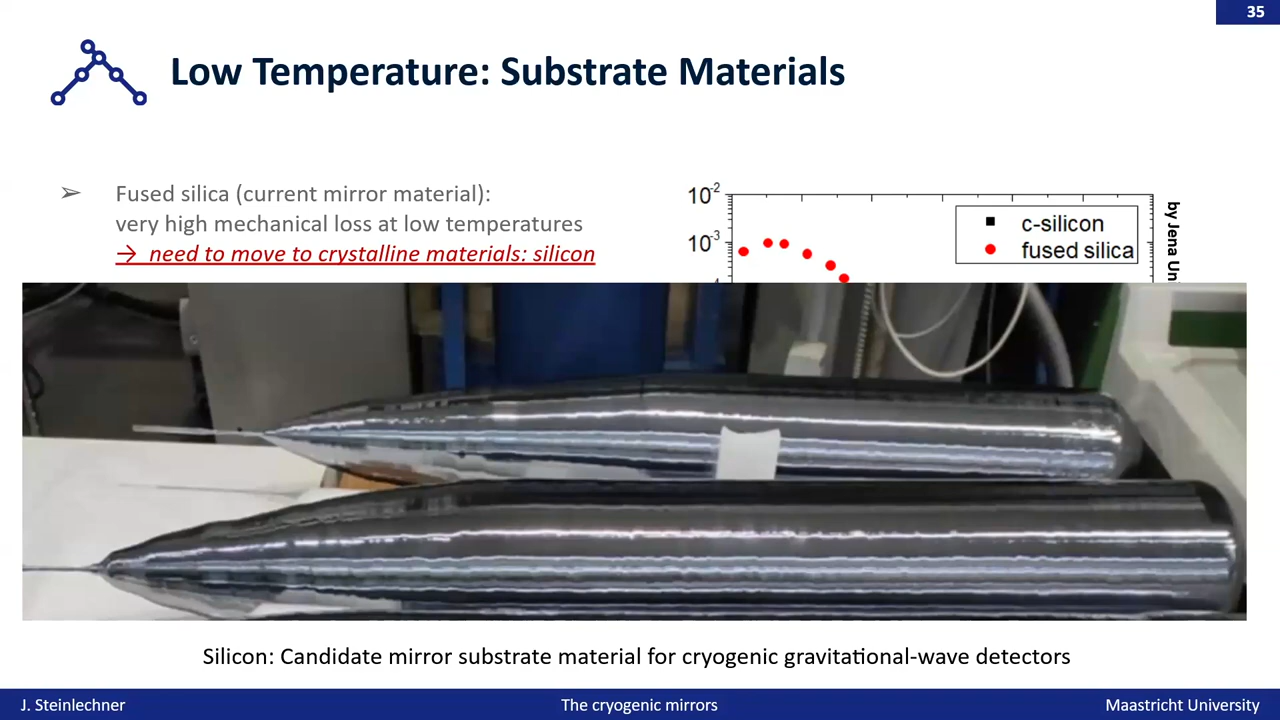 35
Low Temperature: Substrate Materials
➢ Fused silica (current mirror material):
very high mechanical loss at low temperatures
→ need to move to crystalline materials: silicon
10-2
10-3
c-silicon
fused silica
by Jena
Silicon: Candidate mirror substrate material for cryogenic gravitational-wave detectors
J. Steinlechner
The cryogenic mirrors
Maastricht University